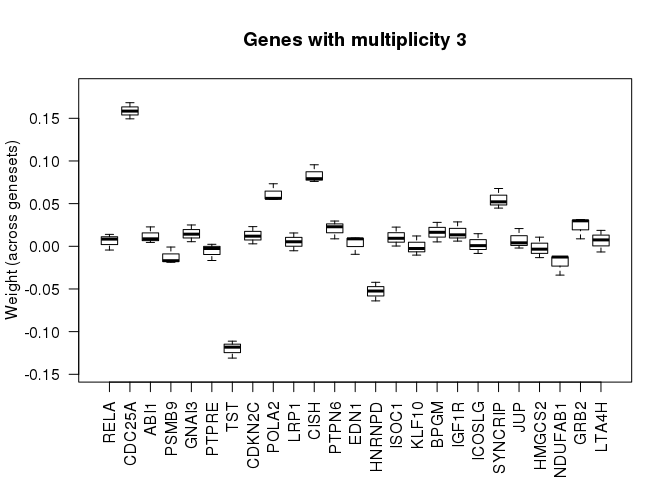 Genes with multiplicity 3
Weight (across genesets)
0.15
0.10
0.05
0.00
-0.05
-0.10
-0.15
RELA
CDC25A
ABI1
PSMB9
GNAI3
PTPRE
TST
CDKN2C
POLA2
LRP1
CISH
PTPN6
EDN1
HNRNPD
ISOC1
KLF10
BPGM
IGF1R
ICOSLG
SYNCRIP
JUP
HMGCS2
NDUFAB1
GRB2
LTA4H